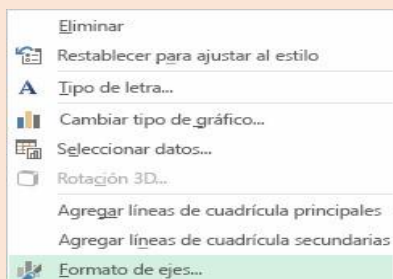 Eliminar
Restablecer para ajustar al estilo
Tipo de letra...
Cambiar tipo de gráfico...
Seleccionar datos...
Rotación 3D...
Agregar líneas de cuadrícula principales
Agregar líneas de cuadrícula secundarias
Formato de ejes...